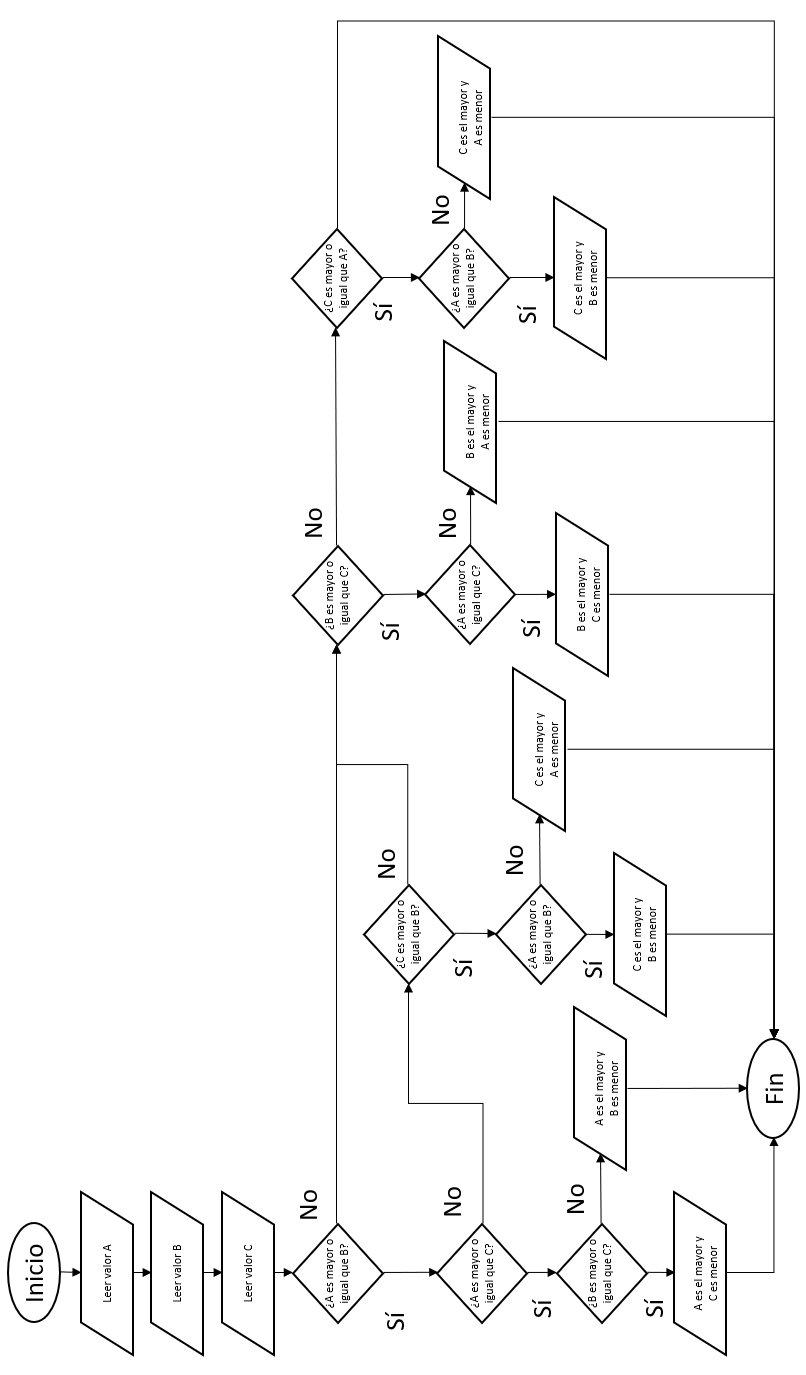 Inicio
Leer valor A
Leer valor B
Leer valor C
¿A es mayor o
igual que B?
No
Sí
¿A es mayor o
igual que C?
No
Sí
¿B es mayor o
igual que C?
No
Sí
A es el mayor y
C es menor
A es el mayor y
B es menor
¿C es mayor o
igual que B?
No
Sí
¿A es mayor o
igual que B?
No
Sí
C es el mayor y
B es menor
C es el mayor y
A es menor
¿B es mayor o
igual que C?
No
Sí
¿A es mayor o
igual que C?
No
Sí
B es el mayor y
C es menor
B es el mayor y
A es menor
¿C es mayor o
igual que A?
Sí
¿A es mayor o
igual que B?
No
Sí
C es el mayor y
B es menor
C es el mayor y
A es menor
Fin